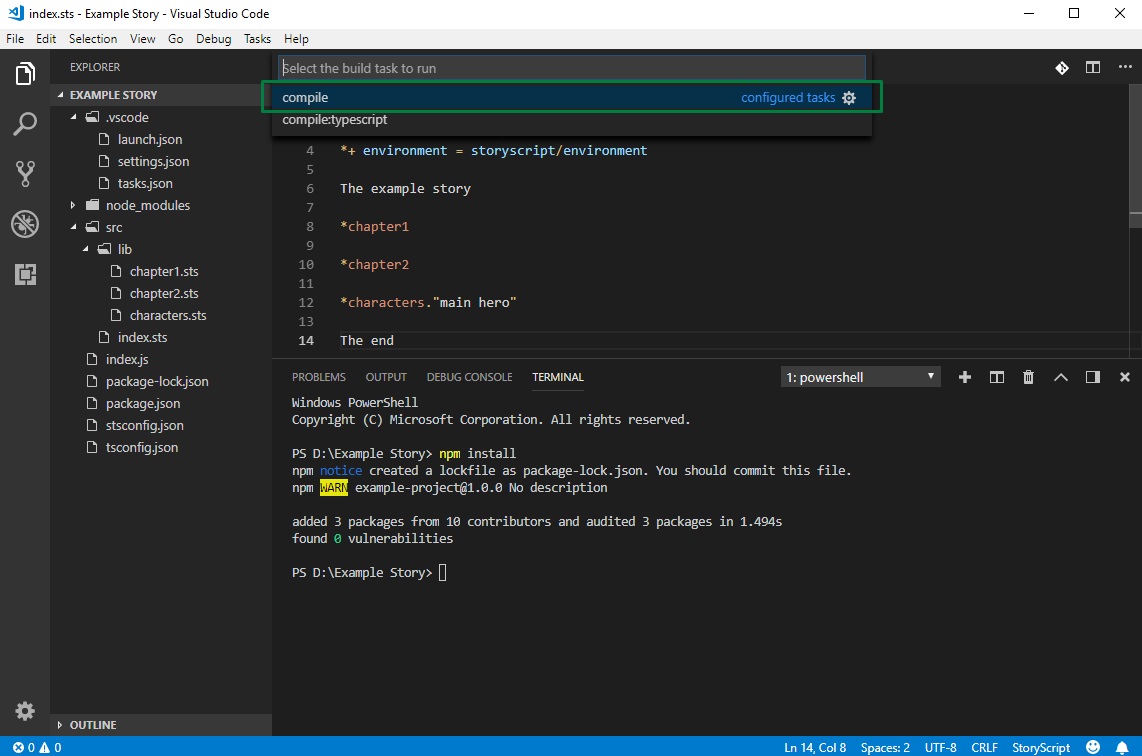 index.sts - Example Story - Visual Studio Code
File Edit Selection View Go Debug Tasks Help
EXPLORER
EXAMPLE STORY
.vscode
launch.json
settings.json
tasks.json
node_modules
src
lib
chapter1.sts
chapter2.sts
characters.sts
index.sts
index.js
package-lock.json
package.json
stsconfig.json
tsconfig.json
OUTLINE
Select the build task to run
compile configured tasks
compile:typescript
4 *+ environment = storyscript/environment
5
6 The example story
7
8 *chapter1
9
10 *chapter2
11
12 *characters."main hero"
13
14 The end
PROBLEMS OUTPUT DEBUG CONSOLE TERMINAL 1: powershell
Windows PowerShell
Copyright (C) Microsoft Corporation. All rights reserved.
PS D:\Example Story> npm install
npm notice created a lockfile as package-lock.json. You should commit this file.
npm WARN example-project@1.0.0 No description
added 3 packages from 10 contributors and audited 3 packages in 1.494s
found 0 vulnerabilities
PS D:\Example Story>
0 0 Ln 14, Col 8 Spaces: 2 UTF-8 CRLF StoryScript